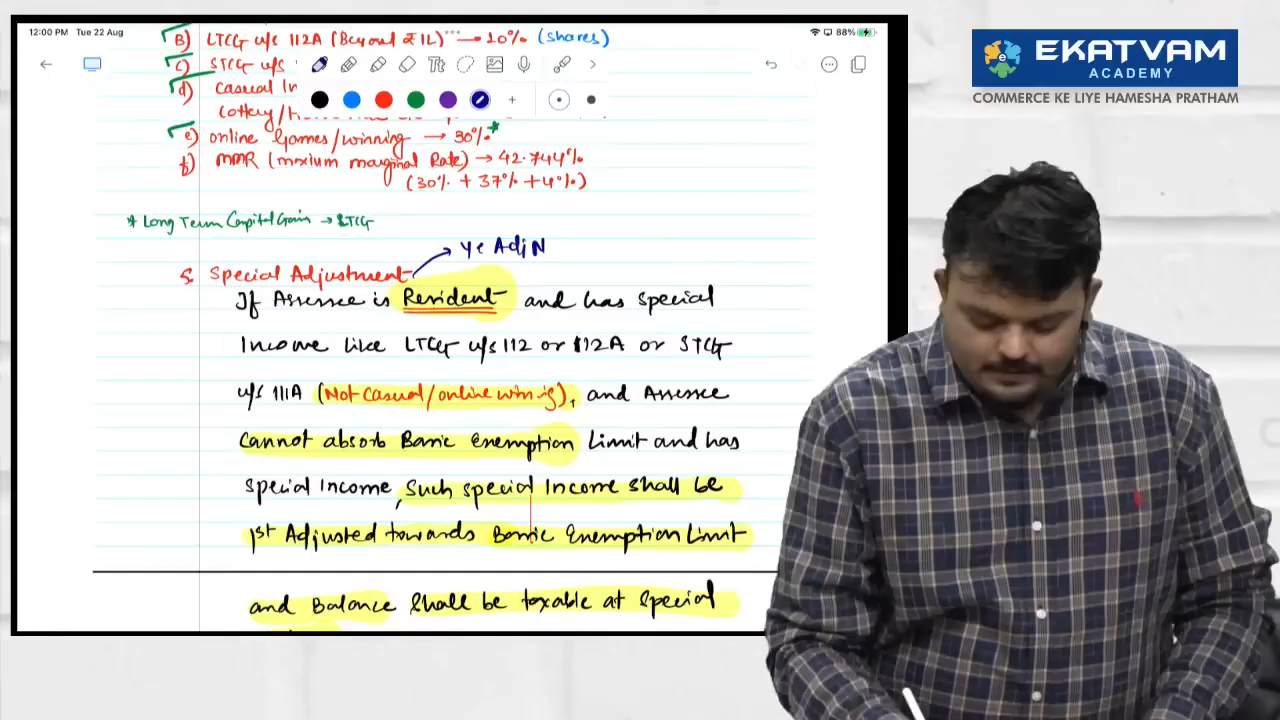 12:00 PM Tue 22 Aug
88%
B) LTCG u/s 112A (Beyond ₹1L) → 10% (shares)
c) STCG u/s
d) casual In
lottery/
e) online Games/winning → 30%*
f) MMR (maxium marginal Rate) → 42.744%
(30% + 37% + 4%)
* Long Term Capital Gain → LTCG
Ye AdjN
5. Special Adjustment
If Assessee is Resident and has special
Income like LTCG u/s 112 or 112A or STCG
u/s 111A (Not casual/online winnig), and Assessee
cannot absorb Basic Exemption Limit and has
special Income, such special Income shall be
1st Adjusted towards Basic Exemption Limit
and Balance shall be taxable at special
EKATVAM
ACADEMY
COMMERCE KE LIYE HAMESHA PRATHAM